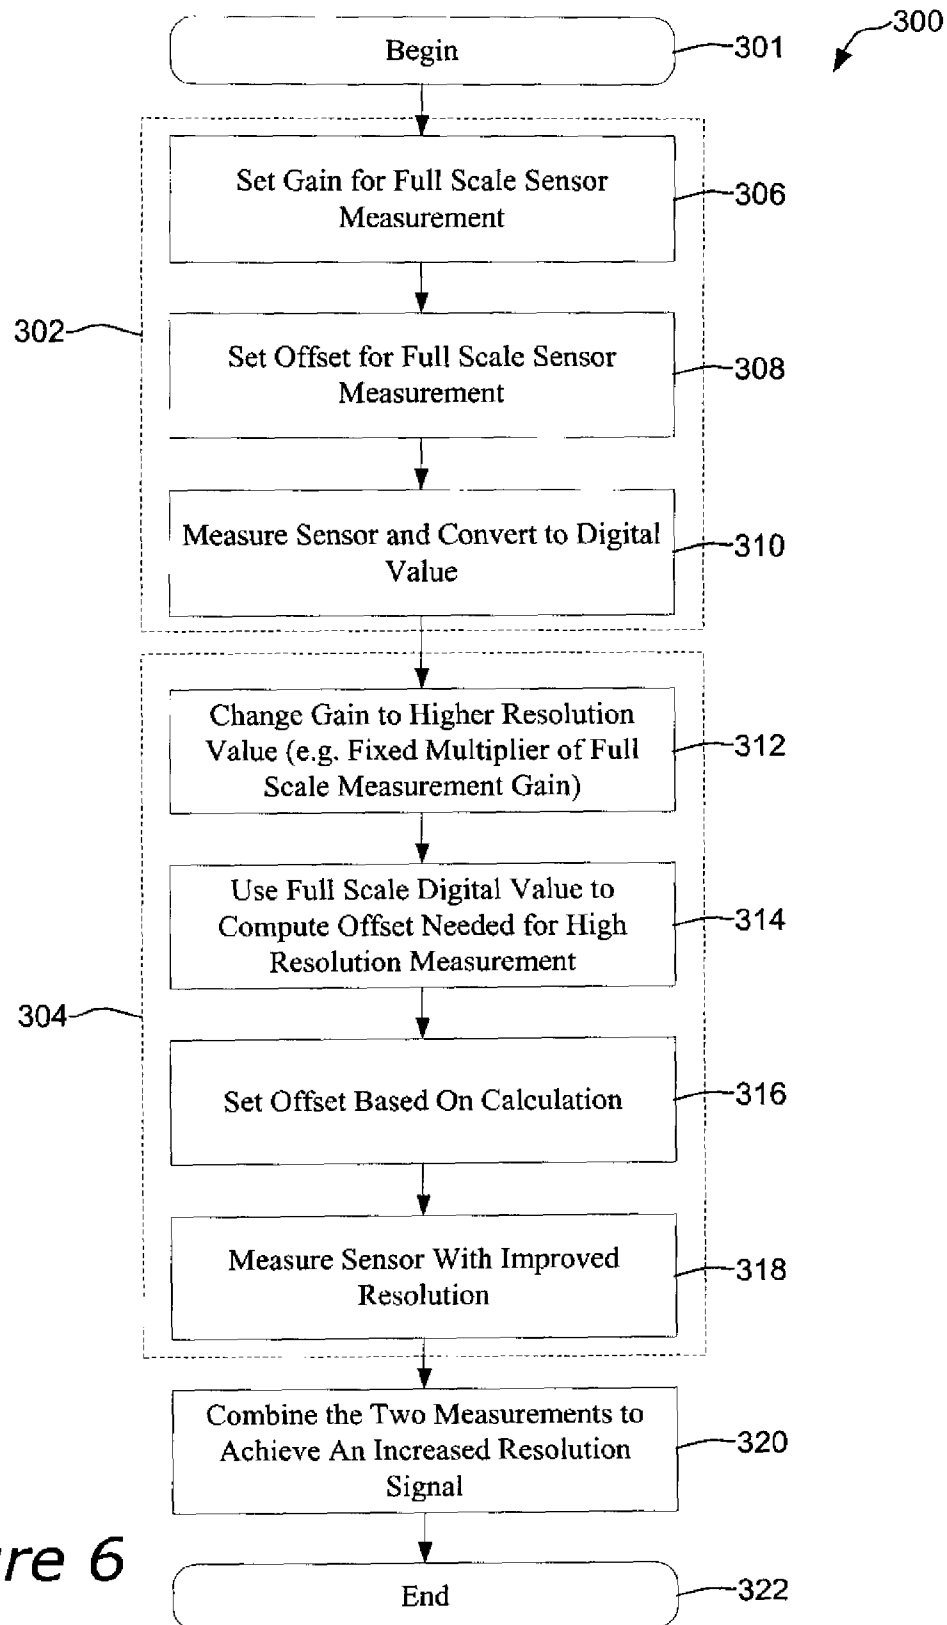 300
Begin
301
302
Set Gain for Full Scale Sensor
Measurement
306
Set Offset for Full Scale Sensor
Measurement
308
Measure Sensor and Convert to Digital
Value
310
304
Change Gain to Higher Resolution
Value (e.g. Fixed Multiplier of Full
Scale Measurement Gain)
312
Use Full Scale Digital Value to
Compute Offset Needed for High
Resolution Measurement
314
Set Offset Based On Calculation
316
Measure Sensor With Improved
Resolution
318
Combine the Two Measurements to
Achieve An Increased Resolution
Signal
320
End
322
re 6